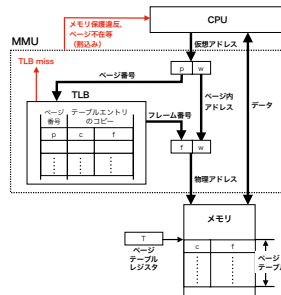 メモリ保護違反,
ページ不在等
(割込み)
CPU
MMU
仮想アドレス
TLB miss
ページ番号
p w
TLB
ページ内
アドレス
データ
ページ
番号
テーブルエントリ
のコピー
フレーム番号
p c f
f w
物理アドレス
メモリ
T
c f
ページ
テーブル
レジスタ
ページ
テーブル